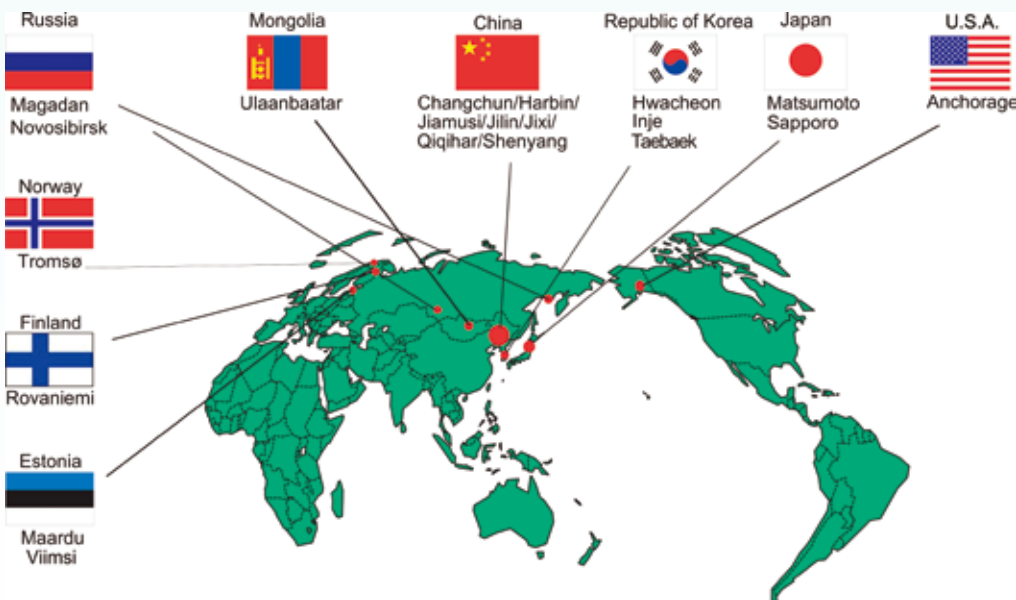 Russia
Magadan
Novosibirsk
Mongolia
Ulaanbaatar
China
Changchun/Harbin/
Jiamusi/Jilin/Jixi/
Qiqihar/Shenyang
Republic of Korea
Hwacheon
Inje
Taebaek
Japan
Matsumoto
Sapporo
U.S.A.
Anchorage
Norway
Tromsø
Finland
Rovaniemi
Estonia
Maardu
Viimsi